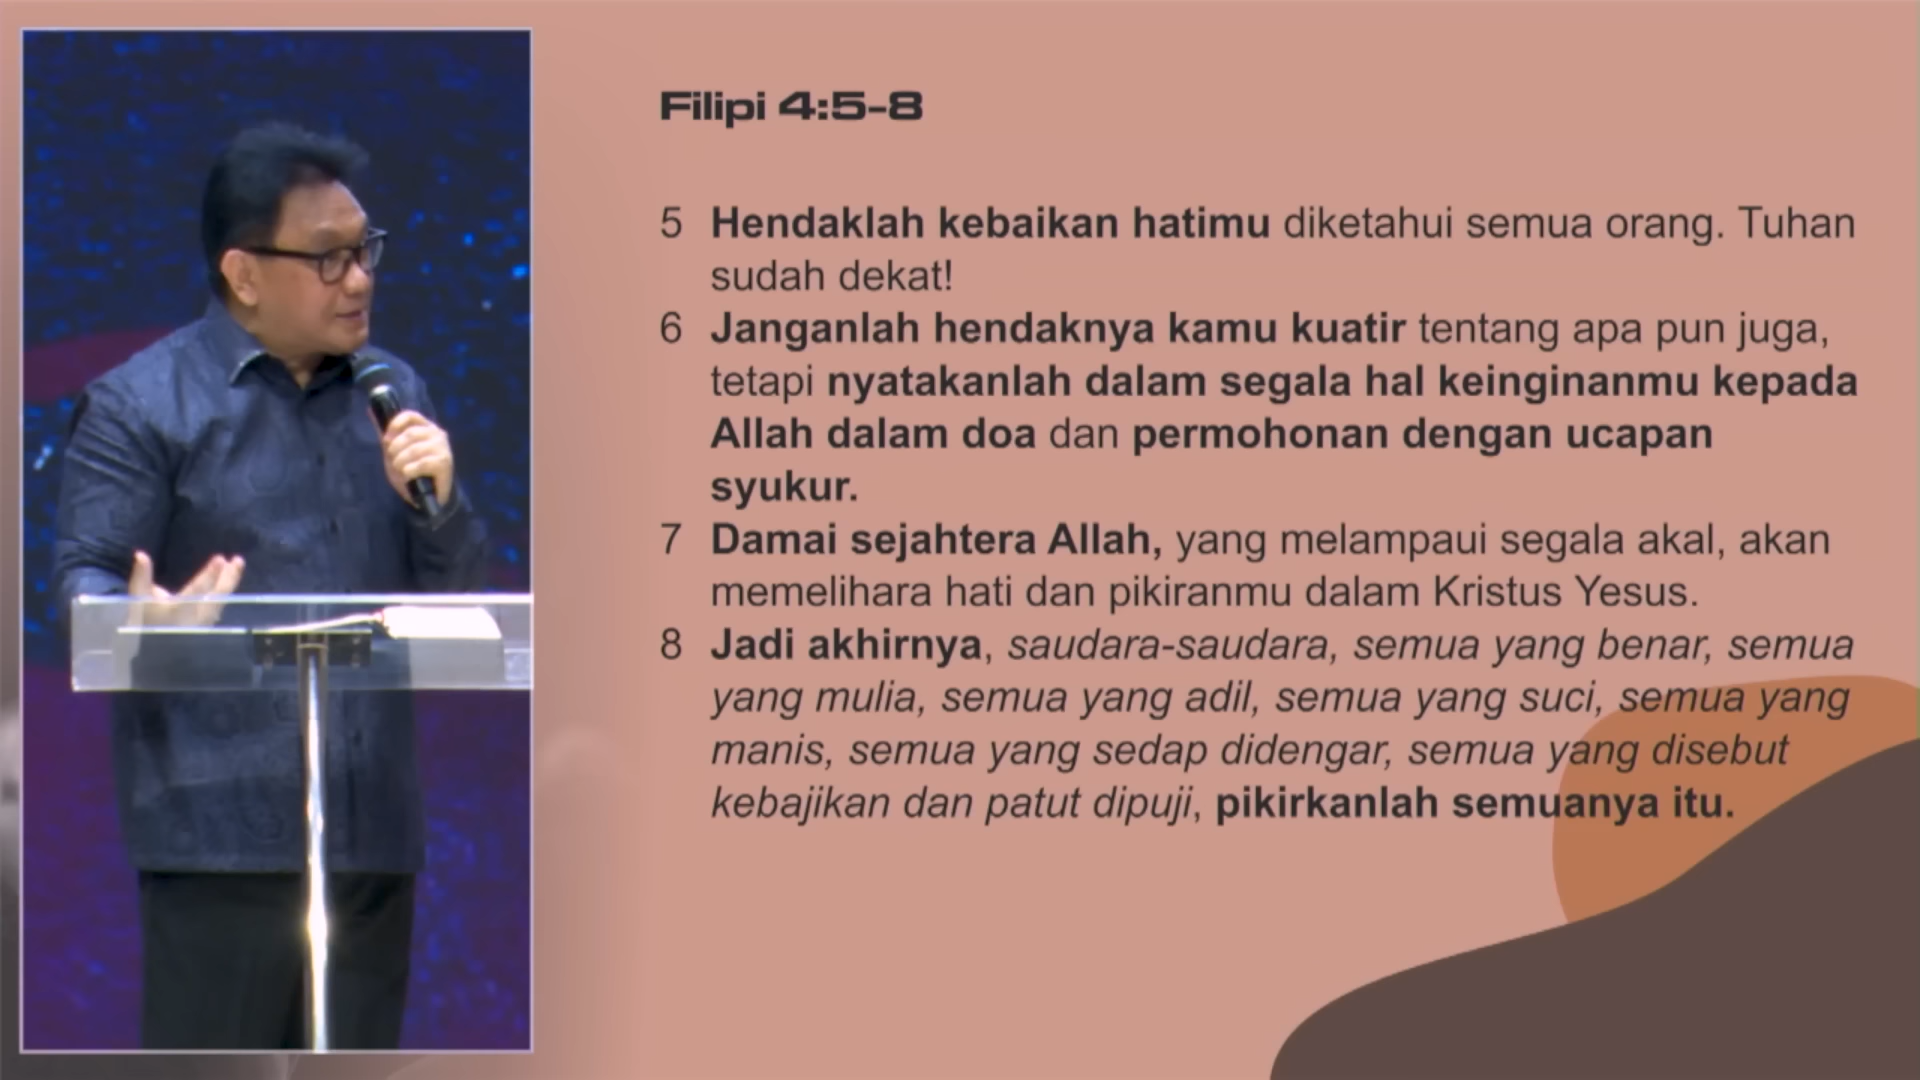 Filipi 4:5-8
5 Hendaklah kebaikan hatimu diketahui semua orang. Tuhan
sudah dekat!
6 Janganlah hendaknya kamu kuatir tentang apa pun juga,
tetapi nyatakanlah dalam segala hal keinginanmu kepada
Allah dalam doa dan permohonan dengan ucapan
syukur.
7 Damai sejahtera Allah, yang melampaui segala akal, akan
memelihara hati dan pikiranmu dalam Kristus Yesus.
8 Jadi akhirnya, saudara-saudara, semua yang benar, semua
yang mulia, semua yang adil, semua yang suci, semua yang
manis, semua yang sedap didengar, semua yang disebut
kebajikan dan patut dipuji, pikirkanlah semuanya itu.